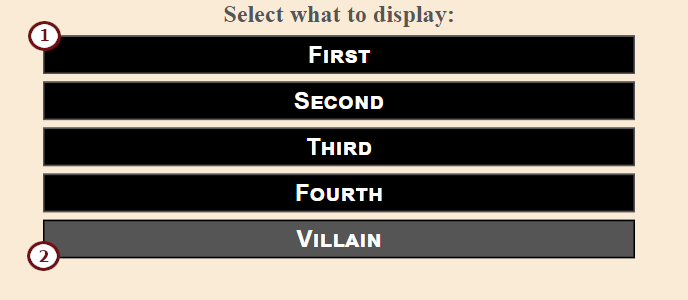 Select what to display:
1
First
Second
Third
Fourth
Villain
2